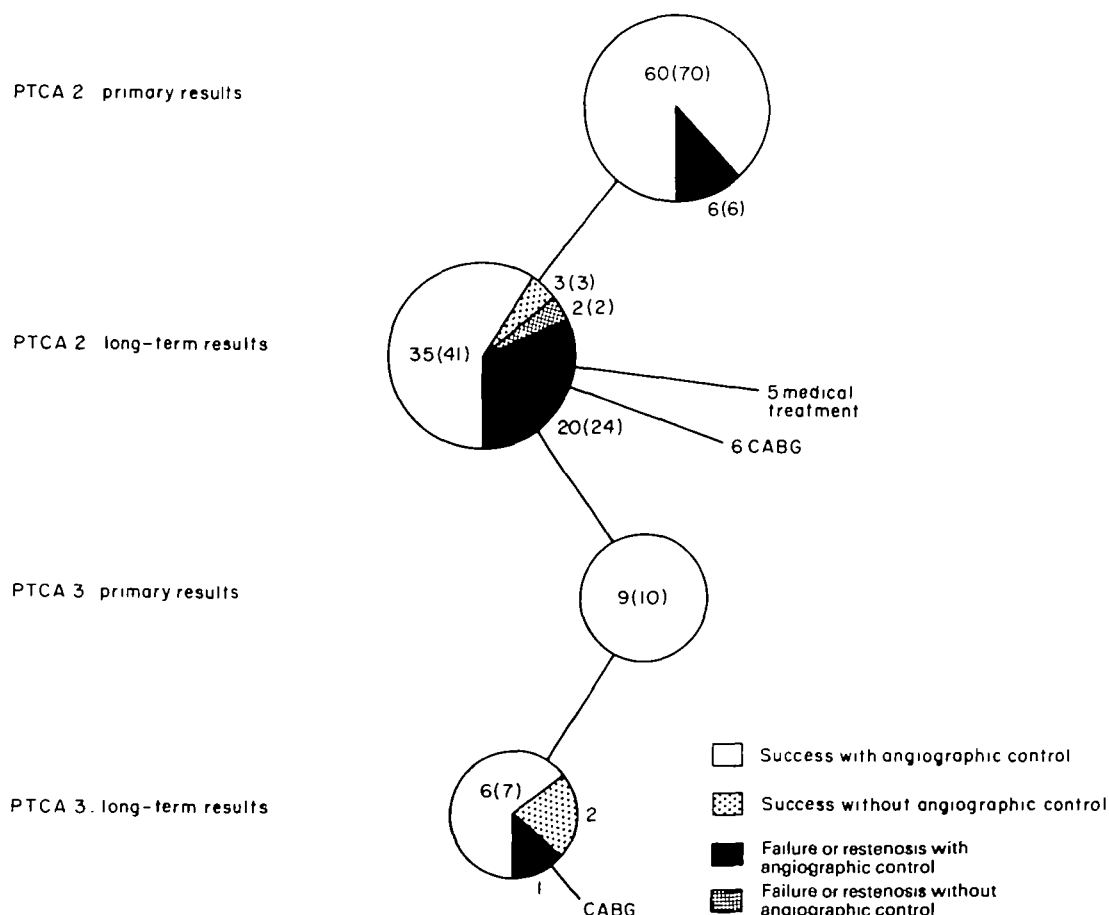 60(70)
PTCA 2 primary results
6(6)
3(3)
2(2)
PTCA 2 long-term results
35(41)
5 medical
treatment
20(24)
6 CABG
PTCA 3 primary results
9(10)
Success with angiographic control
6(7)
PTCA 3. long-term results
Success without angiographic control
2
Failure or restenosis with
angiographic control
1
Failure or restenosis without
angiographic control
CABG